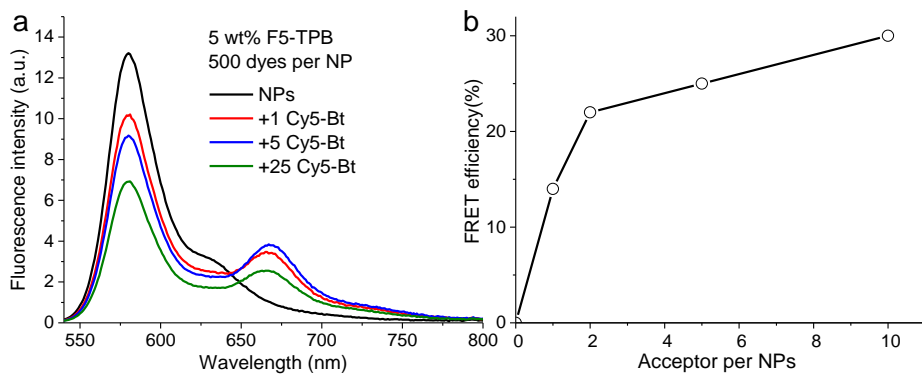 a
5 wt% F5-TPB
500 dyes per NP
NPs
+1 Cy5-Bt
+5 Cy5-Bt
+25 Cy5-Bt
Fluorescence intensity (a.u.)
14
12
10
8
6
4
2
0
550 600 650 700 750 800
Wavelength (nm)
b
FRET efficiency(%)
30
20
10
0
0 2 4 6 8 10
Acceptor per NPs